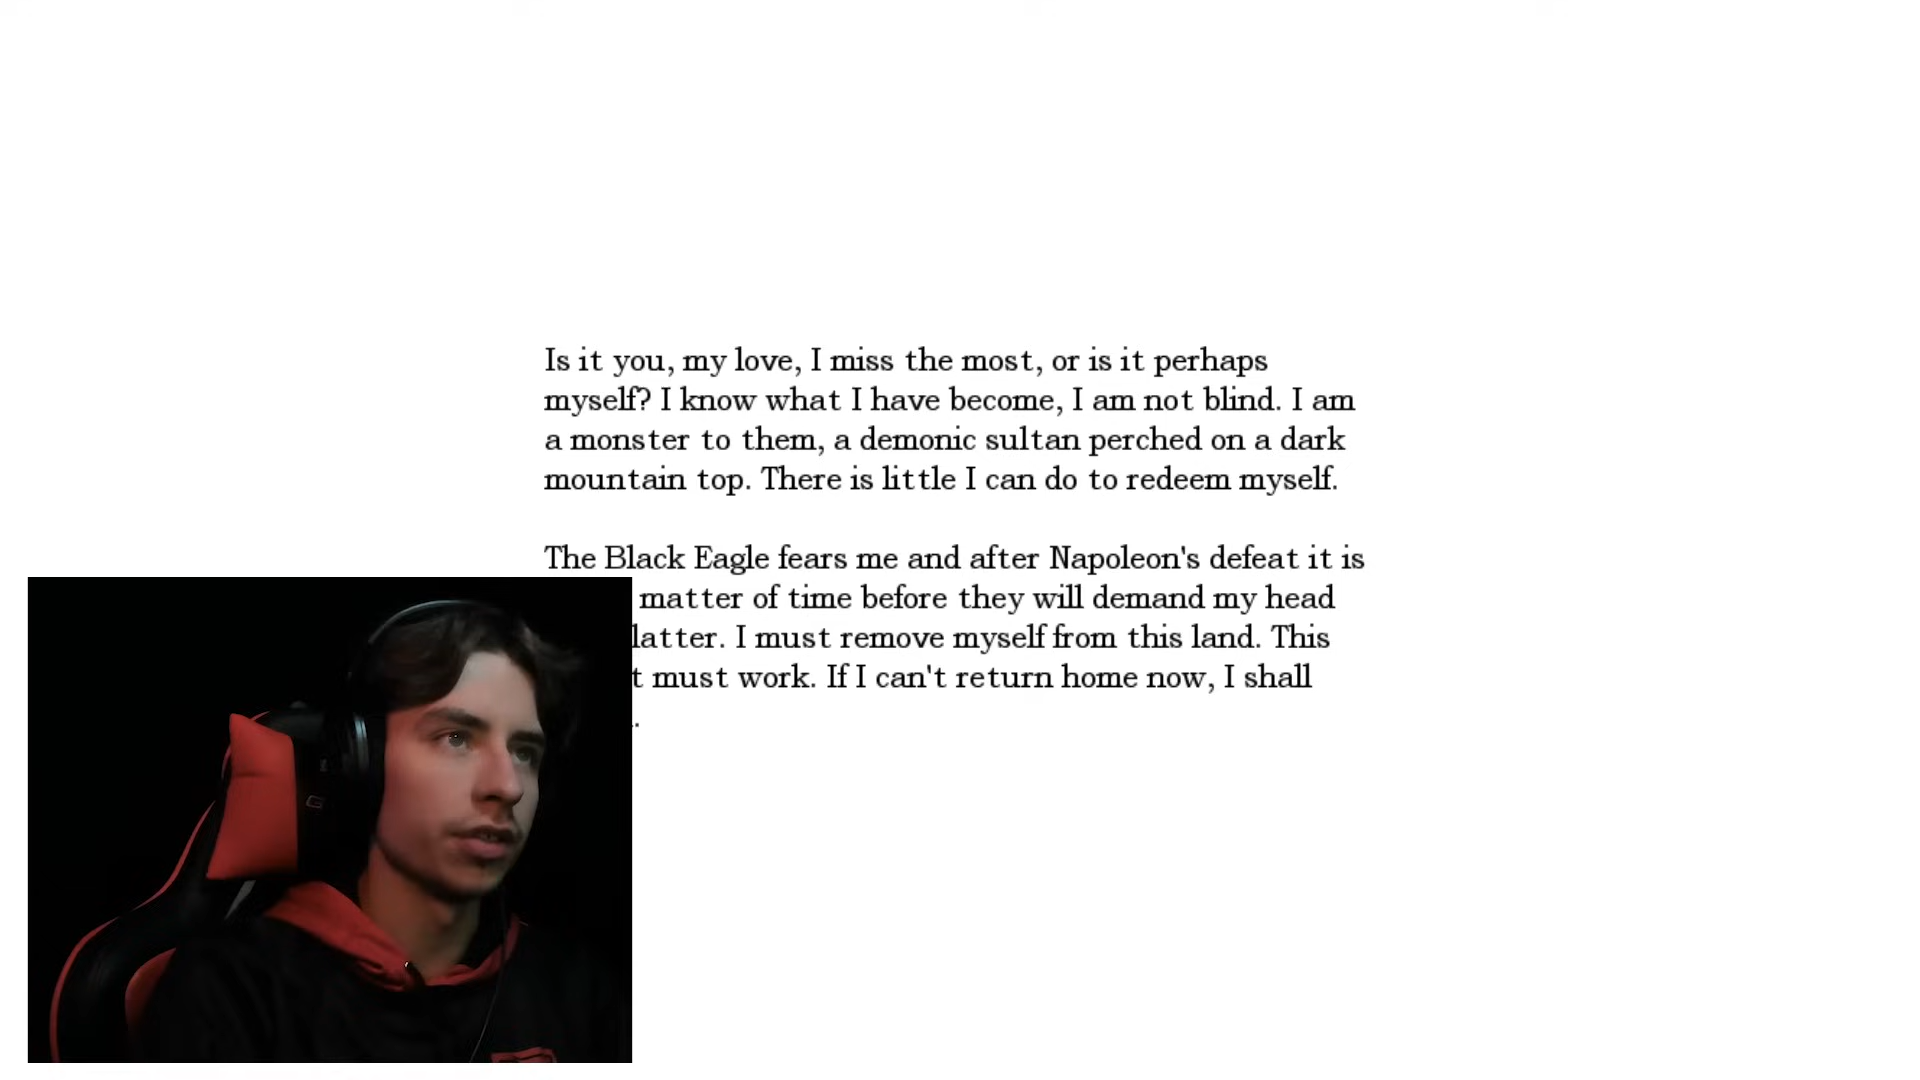 Is it you, my love, I miss the most, or is it perhaps
myself? I know what I have become, I am not blind. I am
a monster to them, a demonic sultan perched on a dark
mountain top. There is little I can do to redeem myself.
The Black Eagle fears me and after Napoleon's defeat it is
matter of time before they will demand my head
latter. I must remove myself from this land. This
t must work. If I can't return home now, I shall